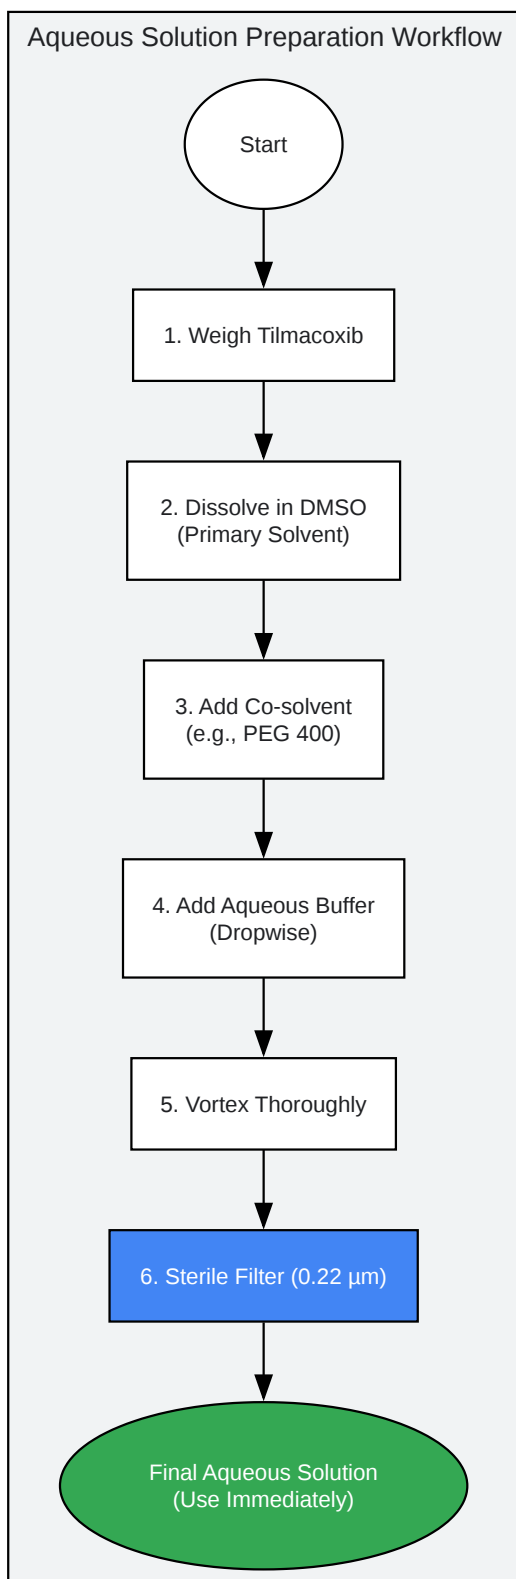 Aqueous Solution Preparation Workflow
Start
1. Weigh Tilmacoxib
2. Dissolve in DMSO
(Primary Solvent)
3. Add Co-solvent
(e.g., PEG 400)
4. Add Aqueous Buffer
(Dropwise)
5. Vortex Thoroughly
6. Sterile Filter (0.22 µm)
Final Aqueous Solution
(Use Immediately)